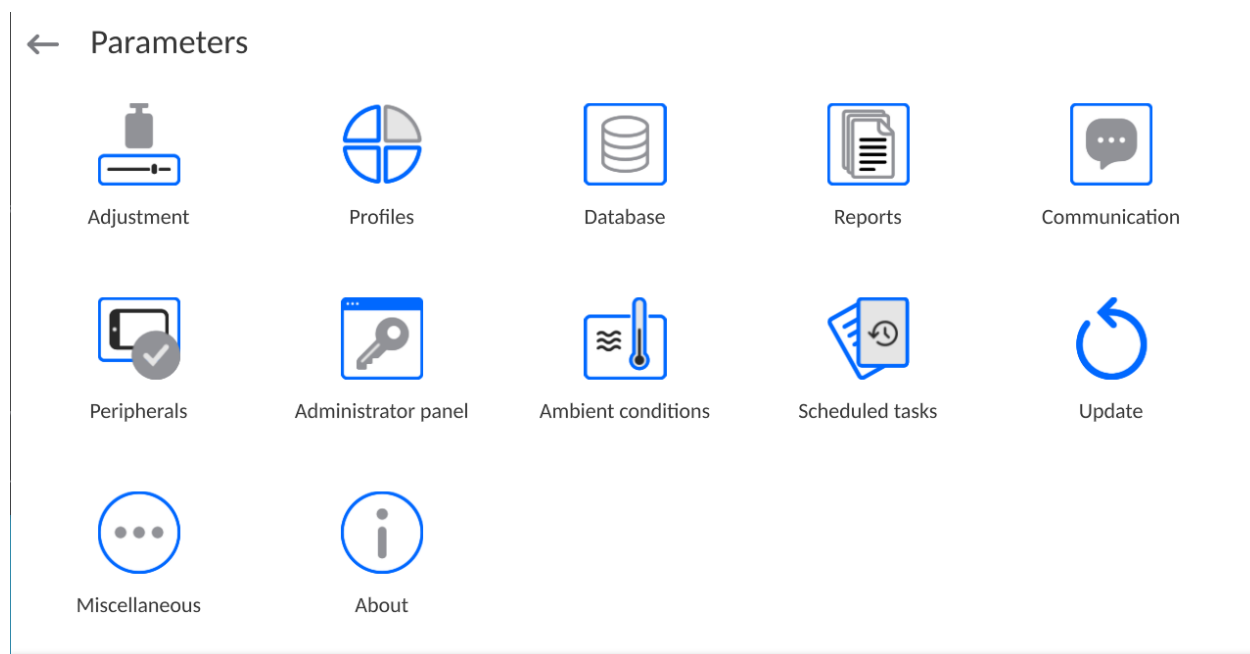 Parameters
Adjustment Profiles Database Reports Communication
Peripherals Administrator panel Ambient conditions Scheduled tasks Update
Miscellaneous About